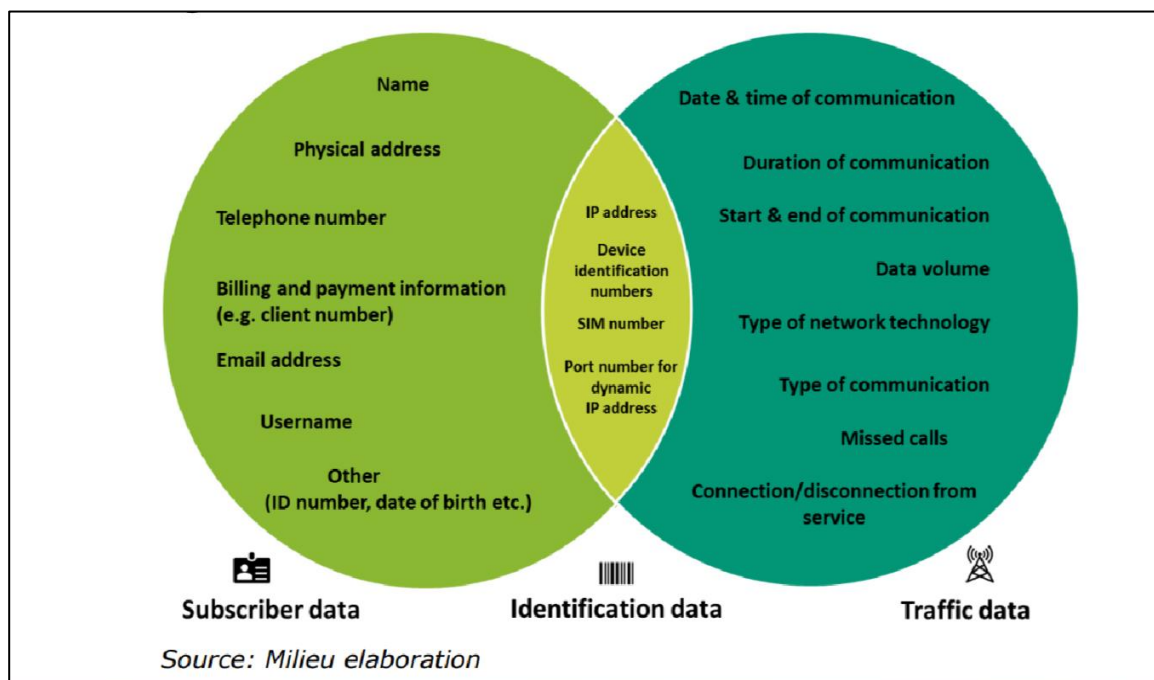 Name
Physical address
Telephone number
Billing and payment information
(e.g. client number)
Email address
Username
Other
(ID number, date of birth etc.)
IP address
Device
identification
numbers
SIM number
Port number for
dynamic
IP address
Date & time of communication
Duration of communication
Start & end of communication
Data volume
Type of network technology
Type of communication
Missed calls
Connection/disconnection from
service
Subscriber data
Identification data
Traffic data
Source: Milieu elaboration